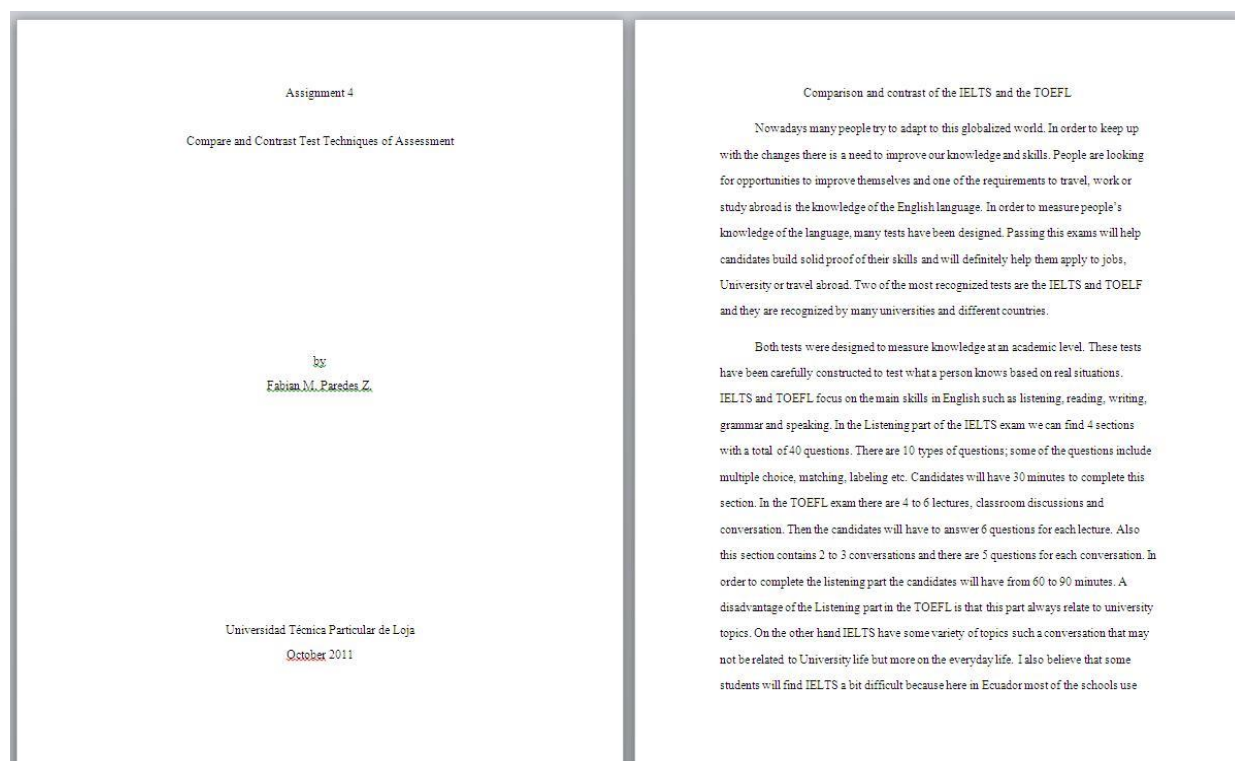 Assignment 4
Compare and Contrast Test Techniques of Assessment
by
Fabian M. Paredes Z.
Universidad Técnica Particular de Loja
October 2011
Comparison and contrast of the IELTS and the TOEFL
Nowadays many people try to adapt to this globalized world. In order to keep up
with the changes there is a need to improve our knowledge and skills. People are looking
for opportunities to improve themselves and one of the requirements to travel, work or
study abroad is the knowledge of the English language. In order to measure people’s
knowledge of the language, many tests have been designed. Passing this exams will help
candidates build solid proof of their skills and will definitely help them apply to jobs,
University or travel abroad. Two of the most recognized tests are the IELTS and TOELF
and they are recognized by many universities and different countries.
Both tests were designed to measure knowledge at an academic level. These tests
have been carefully constructed to test what a person knows based on real situations.
IELTS and TOEFL focus on the main skills in English such as listening, reading, writing,
grammar and speaking. In the Listening part of the IELTS exam we can find 4 sections
with a total of 40 questions. There are 10 types of questions; some of the questions include
multiple choice, matching, labeling etc. Candidates will have 30 minutes to complete this
section. In the TOEFL exam there are 4 to 6 lectures, classroom discussions and
conversation. Then the candidates will have to answer 6 questions for each lecture. Also
this section contains 2 to 3 conversations and there are 5 questions for each conversation. In
order to complete the listening part the candidates will have from 60 to 90 minutes. A
disadvantage of the Listening part in the TOEFL is that this part always relate to university
topics. On the other hand IELTS have some variety of topics such a conversation that may
not be related to University life but more on the everyday life. I also believe that some
students will find IELTS a bit difficult because here in Ecuador most of the schools use